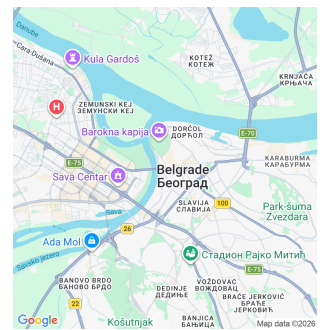 Danube
Cara-Dušana
Kula Gardoš
КОТЕŽ
КОТЕЖ
KRNJAČA
КРЊАЧА
H
ZEMUNSKI KEJ
ЗЕМУНСКИ КЕЈ
Barokna kapija
DORĆOL
ДОРЋОЛ
E-70
E-75
Sava Centar
Belgrade
Београд
KARABURMA
КАРАБУРМА
SLAVIJA
СЛАВИЈА
100
Park-šuma
Zvezdara
Sava
26
Ada Mol
Savsko jezero
Стадион Рајко Митић
E-75
BANOVO BRDO
БАНОВО БРДО
VOŽDOVAC
ВОЖДОВАЦ
DEDINJE
ДЕДИЊЕ
22
BRAĆE JERKOVIĆ
БРАЋЕ
ЈЕРКОВИЋ
Košutnjak
BANJICA
БАЊИЦА
Google
Map data ©2026